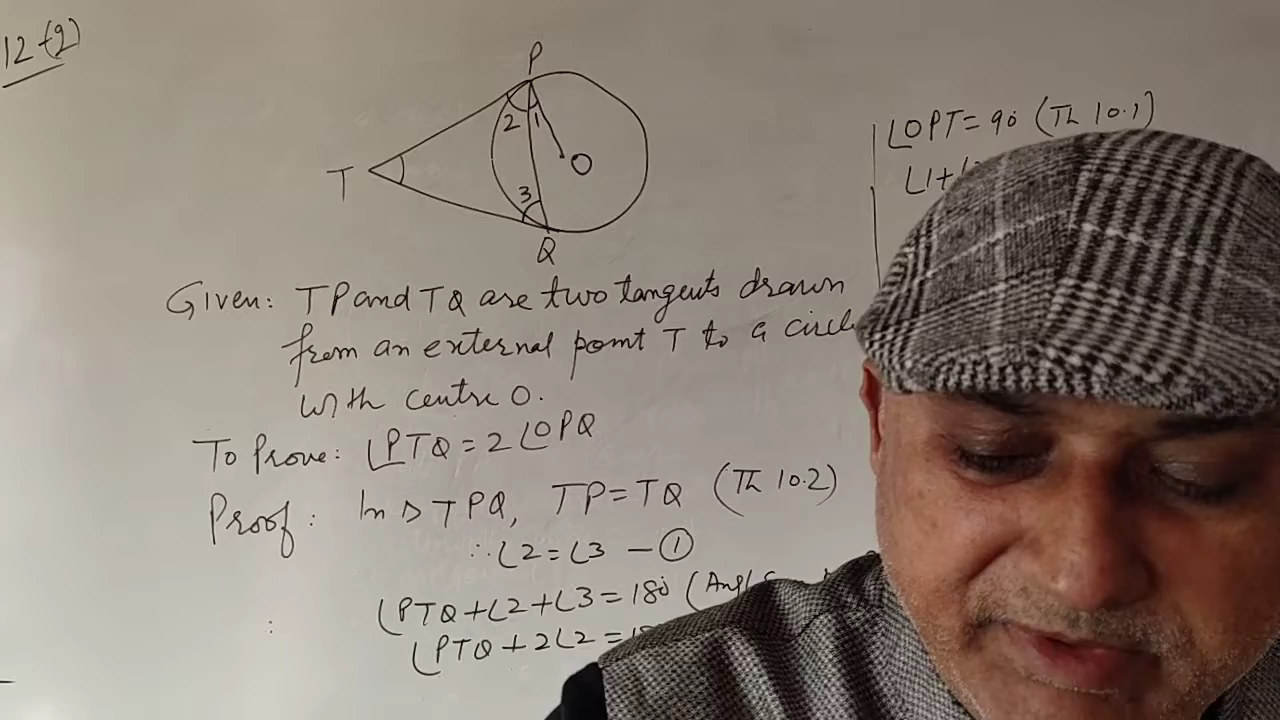 12-(9)
P
2 1
T
O
3
Q
∠OPT = 90° (Th 10.1)
∠1+
Given: TP and TQ are two tangents drawn
from an external point T to a circle
with centre O.
To Prove: ∠PTQ = 2∠OPQ
Proof: In Δ TPQ, TP = TQ (Th 10.2)
∴ ∠2 = ∠3 — ①
∠PTQ + ∠2 + ∠3 = 180° (
∠PTQ + 2∠2 =